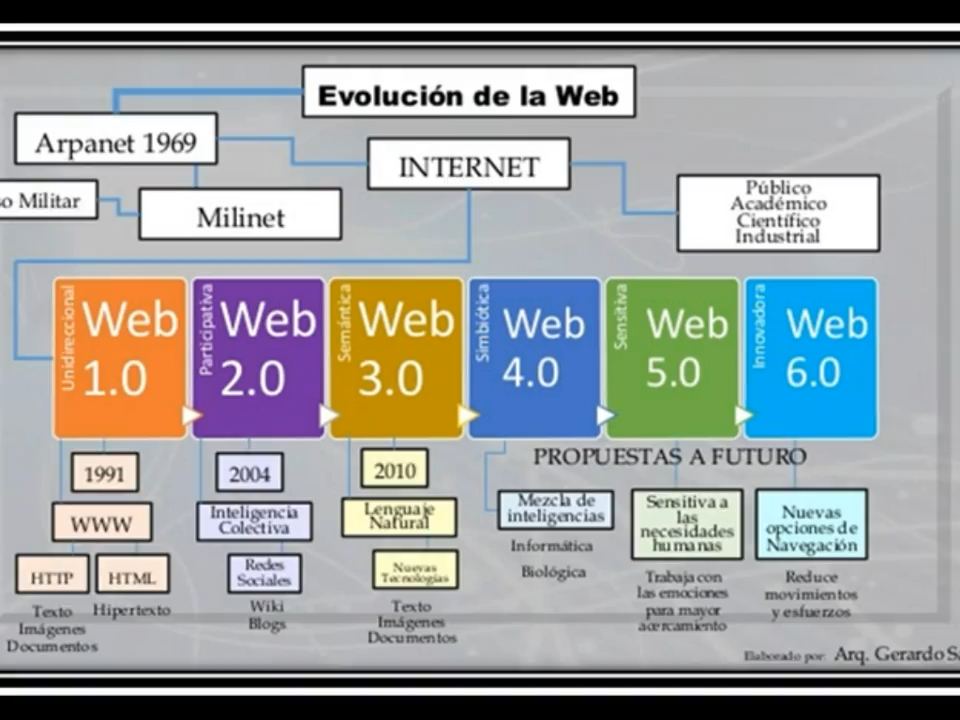 Evolución de la Web
Arpanet 1969
INTERNET
Militar
Milinet
Público
Académico
Científico
Industrial
Unidireccional
Web
1.0
Participativa
Web
2.0
Semántica
Web
3.0
Simbiótica
Web
4.0
Sensitiva
Web
5.0
Innovadora
Web
6.0
1991
WWW
HTTP
HTML
Texto
Imágenes
Documentos
Hipertexto
2004
Inteligencia
Colectiva
Redes
Sociales
Wiki
Blogs
2010
Lenguaje
Natural
Nuevas
Tecnologías
Texto
Imágenes
Documentos
PROPUESTAS A FUTURO
Mezcla de
inteligencias
Informática
Biológica
Sensitiva a
las
necesidades
humanas
Trabaja con
las emociones
para mayor
acercamiento
Nuevas
opciones de
Navegación
Reduce
movimientos
y esfuerzos
Elaborado por: Arq. Gerardo